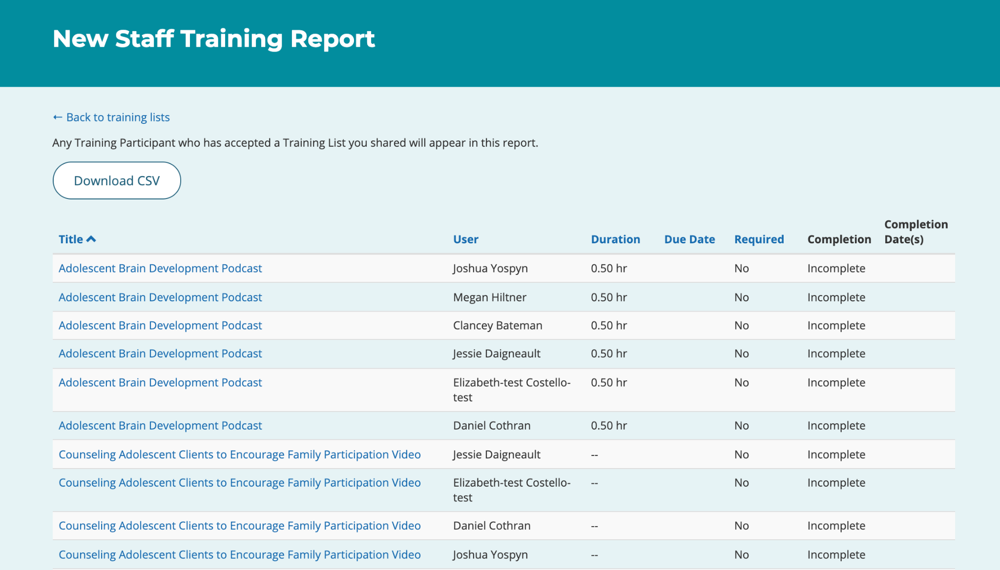 New Staff Training Report
← Back to training lists
Any Training Participant who has accepted a Training List you shared will appear in this report.
Download CSV
Title User Duration Due Date Required Completion Completion Date(s)
Adolescent Brain Development Podcast Joshua Yospyn 0.50 hr No Incomplete
Adolescent Brain Development Podcast Megan Hiltner 0.50 hr No Incomplete
Adolescent Brain Development Podcast Clancey Bateman 0.50 hr No Incomplete
Adolescent Brain Development Podcast Jessie Daigneault 0.50 hr No Incomplete
Adolescent Brain Development Podcast Elizabeth-test Costello- 0.50 hr No Incomplete
test
Adolescent Brain Development Podcast Daniel Cothran 0.50 hr No Incomplete
Counseling Adolescent Clients to Encourage Family Participation Video Jessie Daigneault -- No Incomplete
Counseling Adolescent Clients to Encourage Family Participation Video Elizabeth-test Costello- -- No Incomplete
test
Counseling Adolescent Clients to Encourage Family Participation Video Daniel Cothran -- No Incomplete
Counseling Adolescent Clients to Encourage Family Participation Video Joshua Yospyn -- No Incomplete